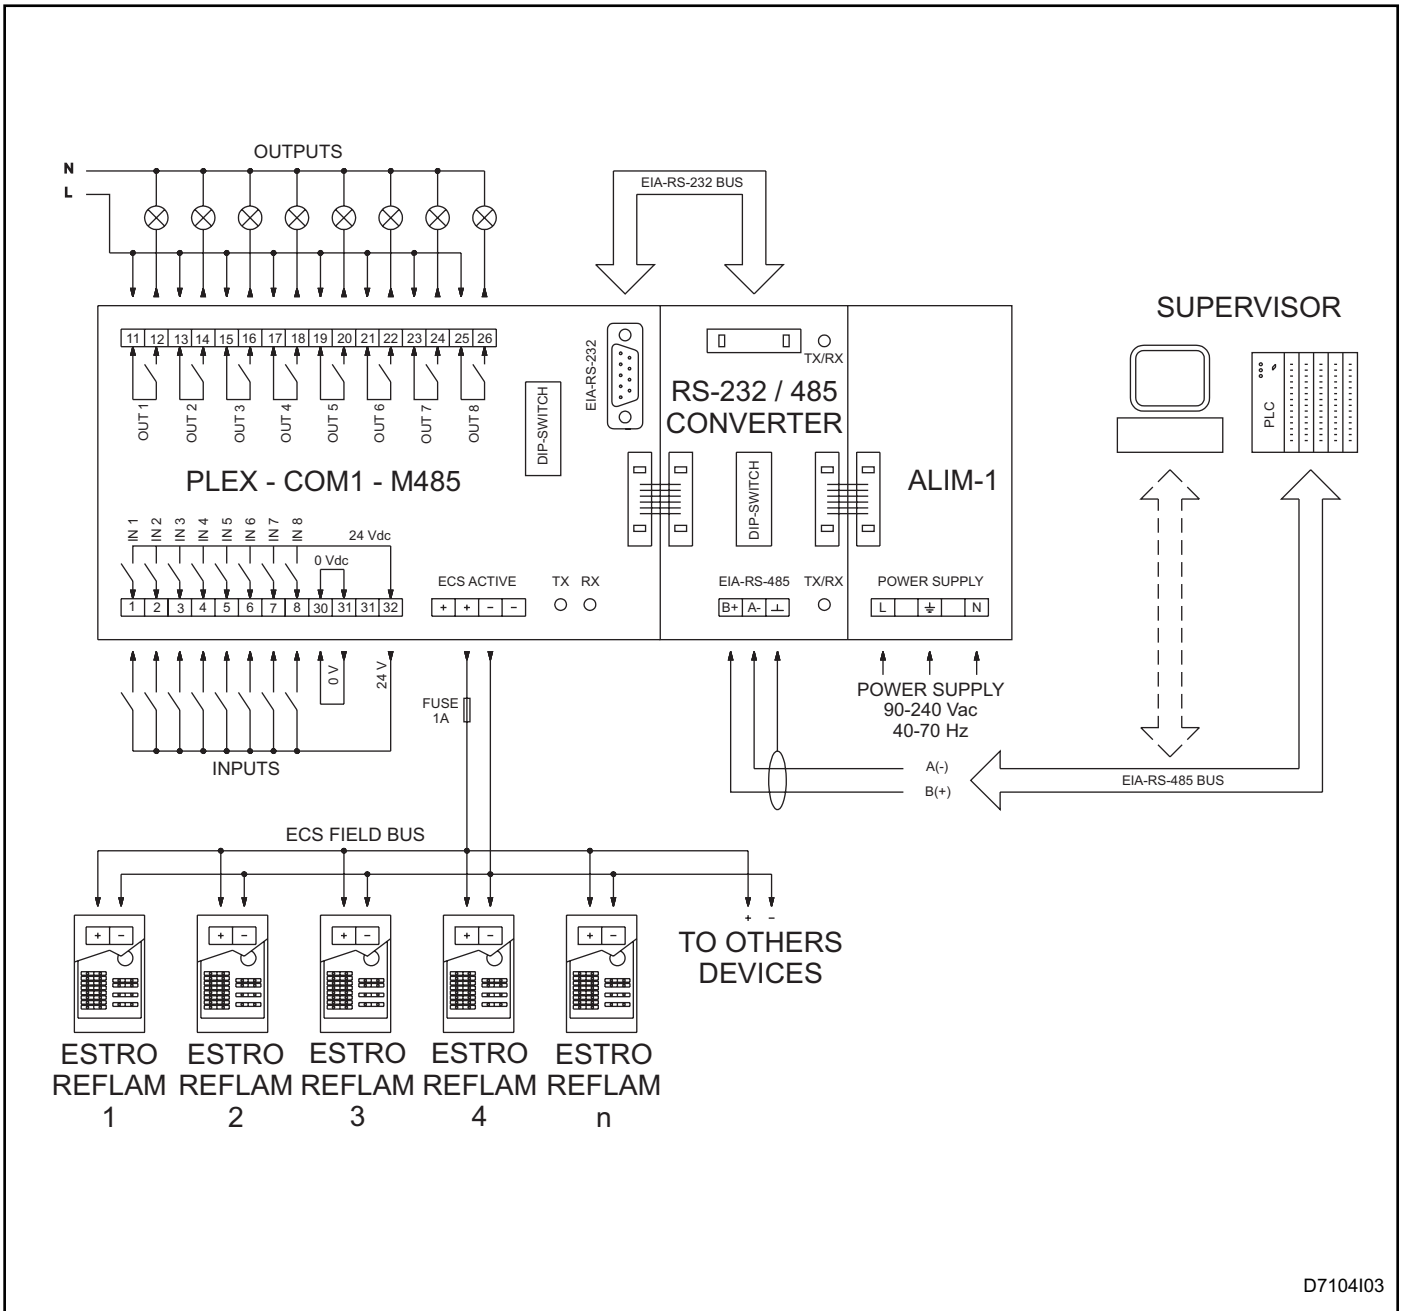 OUTPUTS
N
L
EIA-RS-232 BUS
SUPERVISOR
11 12 13 14 15 16 17 18 19 20 21 22 23 24 25 26
OUT 1 OUT 2 OUT 3 OUT 4 OUT 5 OUT 6 OUT 7 OUT 8
DIP-SWITCH
EIA-RS-232
TX/RX
RS-232 / 485
CONVERTER
PLC
PLEX - COM1 - M485
DIP-SWITCH
ALIM-1
IN 1 IN 2 IN 3 IN 4 IN 5 IN 6 IN 7 IN 8
24 Vdc
0 Vdc
ECS ACTIVE
TX RX
EIA-RS-485
TX/RX
POWER SUPPLY
1 2 3 4 5 6 7 8 30 31 31 32
+ + − −
B+ A-
L N
0 V
24 V
FUSE
1A
POWER SUPPLY
90-240 Vac
40-70 Hz
INPUTS
A(-)
B(+)
EIA-RS-485 BUS
ECS FIELD BUS
+ −
+ −
+ −
+ −
+ −
+ −
TO OTHERS
DEVICES
ESTRO
REFLAM
1
ESTRO
REFLAM
2
ESTRO
REFLAM
3
ESTRO
REFLAM
4
ESTRO
REFLAM
n
D7104I03